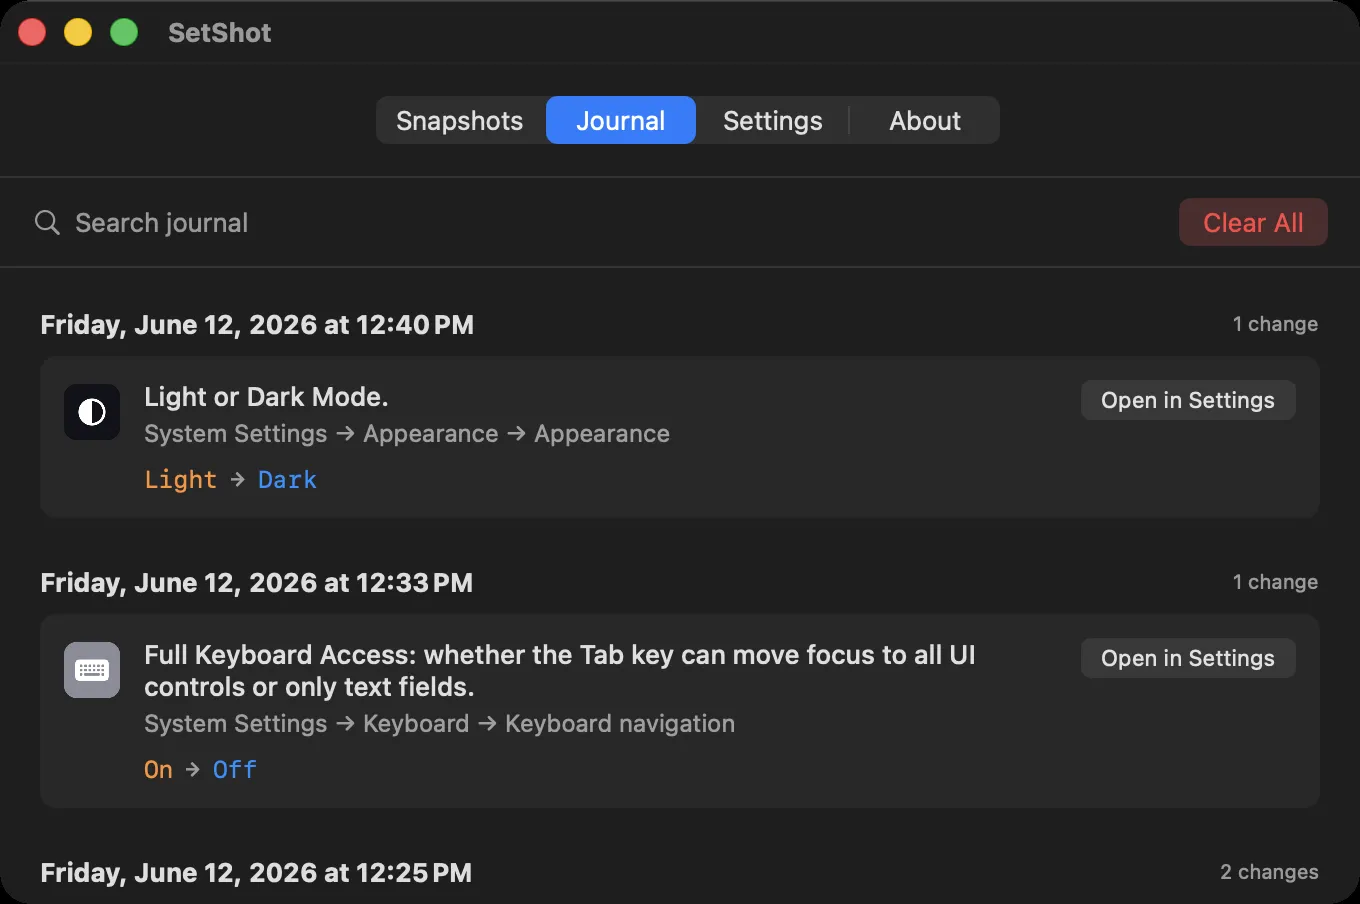 SetShot
Snapshots Journal Settings About
Search journal Clear All
Friday, June 12, 2026 at 12:40 PM 1 change
Light or Dark Mode. Open in Settings
System Settings → Appearance → Appearance
Light → Dark
Friday, June 12, 2026 at 12:33 PM 1 change
Full Keyboard Access: whether the Tab key can move focus to all UI Open in Settings
controls or only text fields.
System Settings → Keyboard → Keyboard navigation
On → Off
Friday, June 12, 2026 at 12:25 PM 2 changes